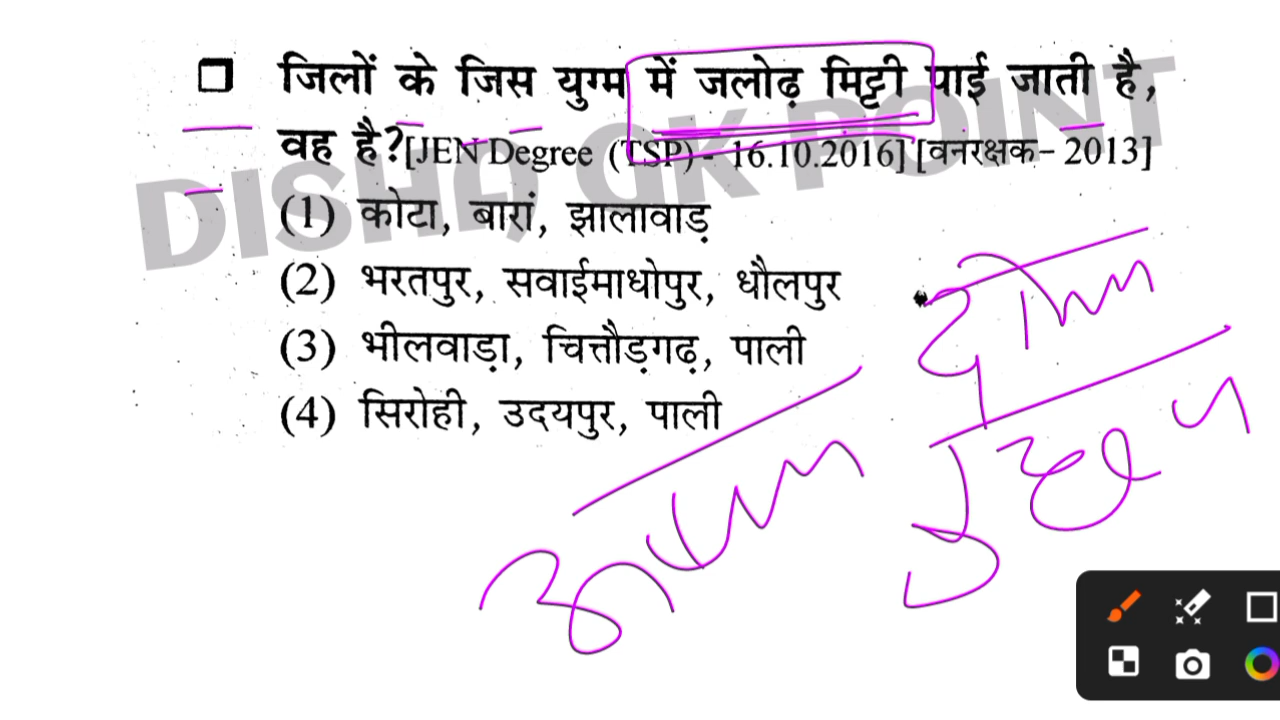 जिलों के जिस युग्म में जलोढ़ मिट्टी पाई जाती है,
वह है?[JEN Degree (TSP) - 16.10.2016] [वनरक्षक– 2013]
DISHA GK POINT
(1) कोटा, बारां, झालावाड़
(2) भरतपुर, सवाईमाधोपुर, धौलपुर
(3) भीलवाड़ा, चित्तौड़गढ़, पाली
(4) सिरोही, उदयपुर, पाली